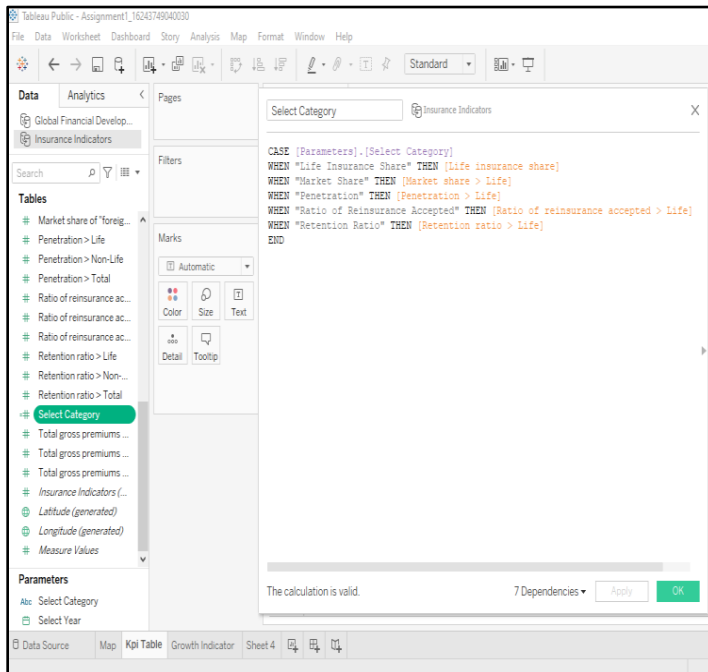 Tableau Public - Assignment1_16243749040030
File Data Worksheet Dashboard Story Analysis Map Format Window Help
Standard
Data Analytics
Global Financial Develop...
Insurance Indicators
Search
Tables
Market share of "foreig...
Penetration > Life
Penetration > Non-Life
Penetration > Total
Ratio of reinsurance ac...
Ratio of reinsurance ac...
Ratio of reinsurance ac...
Retention ratio > Life
Retention ratio > Non-...
Retention ratio > Total
Select Category
Total gross premiums ...
Total gross premiums ...
Total gross premiums ...
Insurance Indicators (...
Latitude (generated)
Longitude (generated)
Measure Values
Parameters
Abc Select Category
Select Year
Pages
Filters
Marks
Automatic
Color Size Text
Detail Tooltip
Select Category Insurance Indicators X
CASE [Parameters].[Select Category]
WHEN "Life Insurance Share" THEN [Life insurance share]
WHEN "Market Share" THEN [Market share > Life]
WHEN "Penetration" THEN [Penetration > Life]
WHEN "Ratio of Reinsurance Accepted" THEN [Ratio of reinsurance accepted > Life]
WHEN "Retention Ratio" THEN [Retention ratio > Life]
END
The calculation is valid. 7 Dependencies Apply OK
Data Source Map Kpi Table Growth Indicator Sheet 4